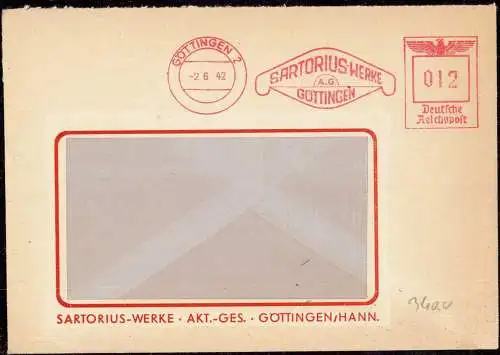 GÖTTINGEN 2
-2.6 42
SARTORIUS-WERKE
A.G
GÖTTINGEN
012
Deutsche
Reichspost
SARTORIUS-WERKE · AKT.-GES. · GÖTTINGEN/HANN.